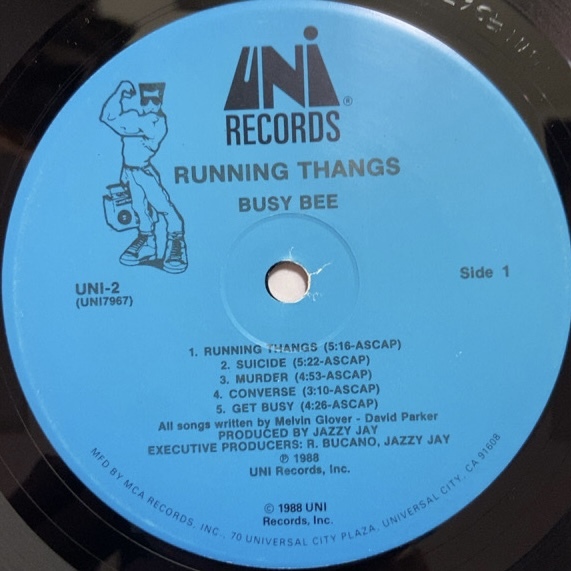 UNI ®
RECORDS
RUNNING THANGS
BUSY BEE
UNI-2
(UNI7967)
Side 1
1. RUNNING THANGS (5:16-ASCAP)
2. SUICIDE (5:22-ASCAP)
3. MURDER (4:53-ASCAP)
4. CONVERSE (3:10-ASCAP)
5. GET BUSY (4:26-ASCAP)
All songs written by Melvin Glover - David Parker
PRODUCED BY JAZZY JAY
EXECUTIVE PRODUCERS: R. BUCANO, JAZZY JAY
℗ 1988
UNI Records, Inc.
© 1988 UNI
Records, Inc.
MFD BY MCA RECORDS, INC., 70 UNIVERSAL CITY PLAZA, UNIVERSAL CITY, CA 91608